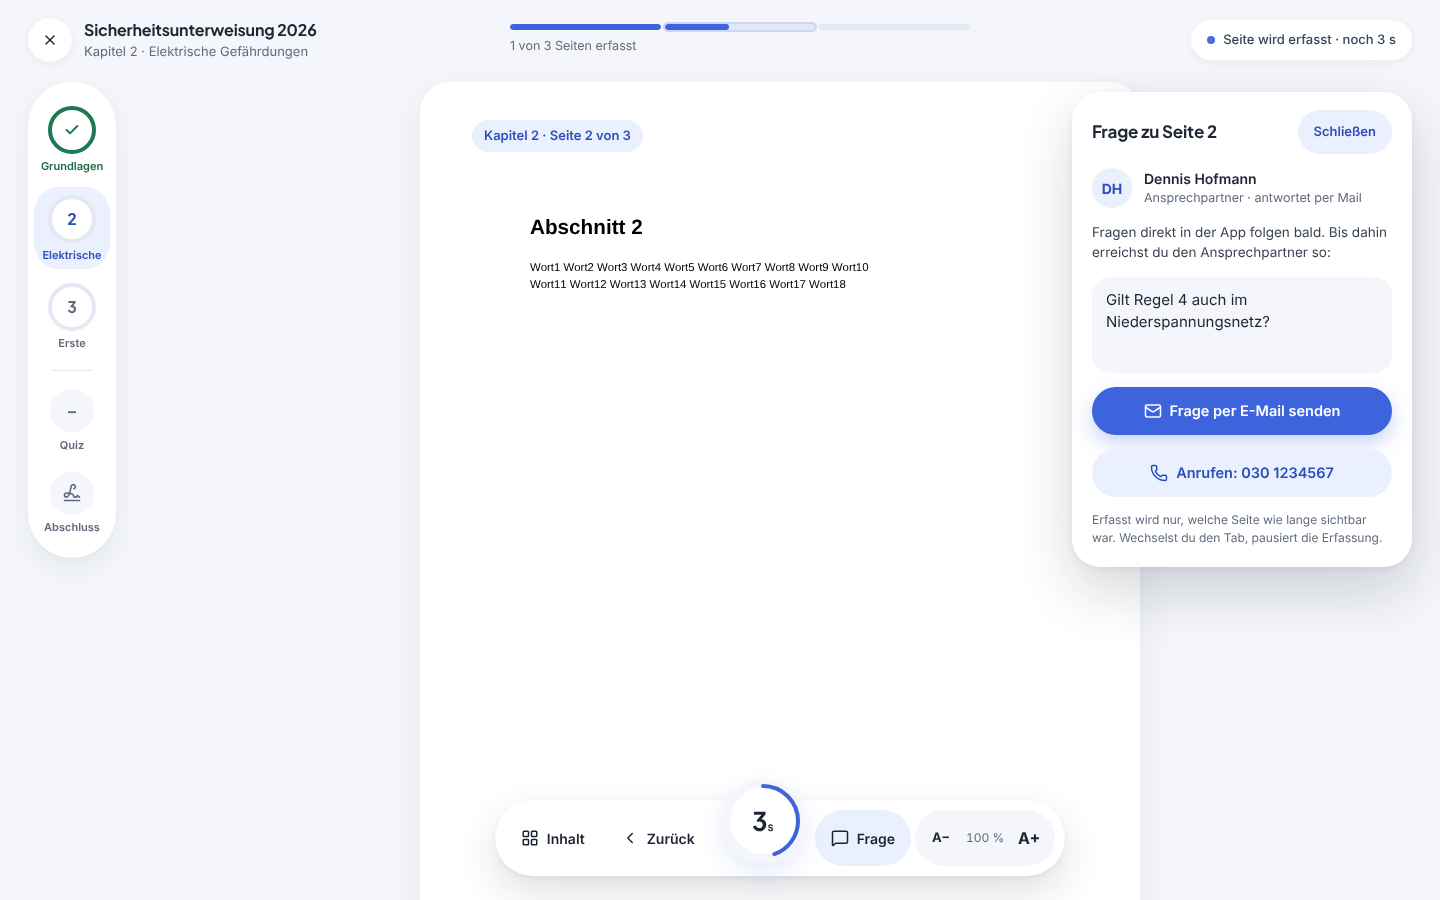 Sicherheitsunterweisung 2026
Kapitel 2 · Elektrische Gefährdungen
1 von 3 Seiten erfasst
Seite wird erfasst · noch 3 s
Grundlagen
2
Elektrische
3
Erste
–
Quiz
Abschluss
Kapitel 2 · Seite 2 von 3
Abschnitt 2
Wort1 Wort2 Wort3 Wort4 Wort5 Wort6 Wort7 Wort8 Wort9 Wort10
Wort11 Wort12 Wort13 Wort14 Wort15 Wort16 Wort17 Wort18
Frage zu Seite 2
Schließen
DH
Dennis Hofmann
Ansprechpartner · antwortet per Mail
Fragen direkt in der App folgen bald. Bis dahin
erreichst du den Ansprechpartner so:
Gilt Regel 4 auch im
Niederspannungsnetz?
Frage per E-Mail senden
Anrufen: 030 1234567
Erfasst wird nur, welche Seite wie lange sichtbar
war. Wechselst du den Tab, pausiert die Erfassung.
Inhalt
Zurück
3 s
Frage
A−
100 %
A+